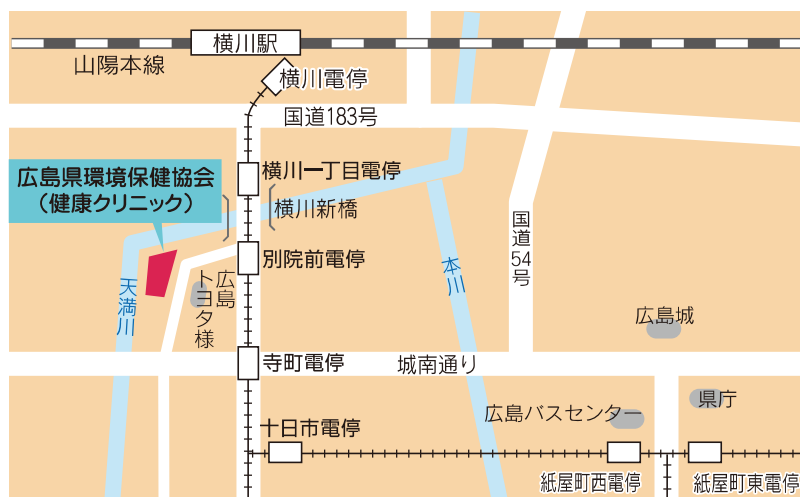 横川駅
山陽本線
横川電停
国道183号
広島県環境保健協会
（健康クリニック）
横川一丁目電停
横川新橋
国道54号
別院前電停
本川
広島
トヨタ様
天満川
広島城
寺町電停
城南通り
県庁
広島バスセンター
十日市電停
紙屋町西電停
紙屋町東電停